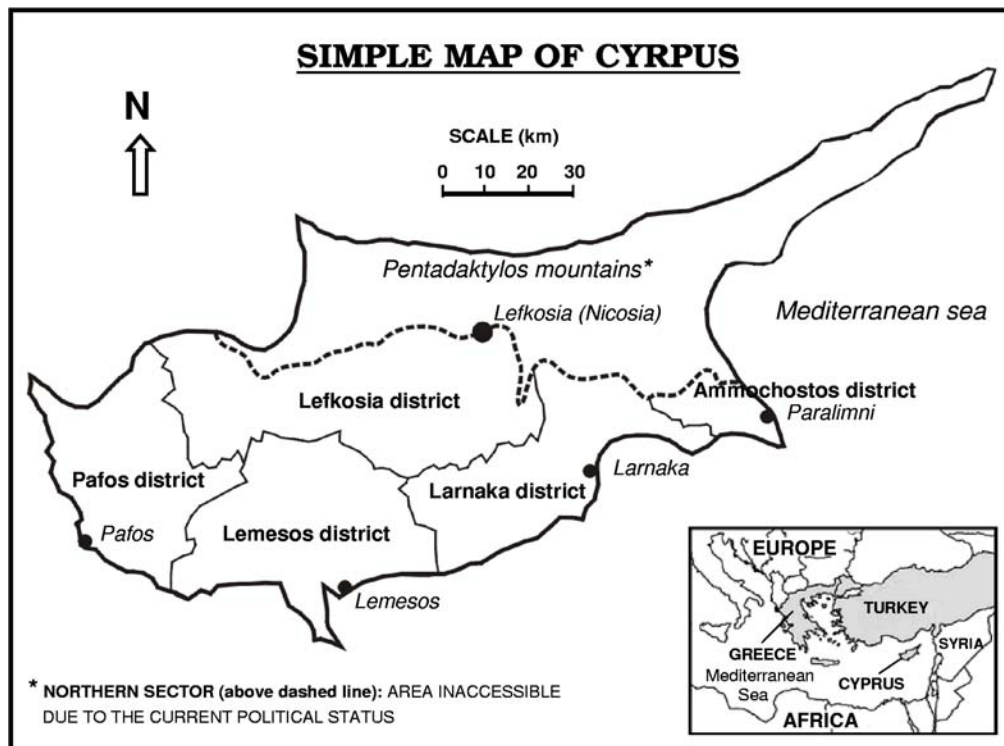 SIMPLE MAP OF CYRPUS
N
SCALE (km)
0 10 20 30
Pentadaktylos mountains*
Lefkosia (Nicosia)
Mediterranean sea
Lefkosia district
Ammochostos district
Paralimni
Larnaka
Pafos district
Larnaka district
Pafos
Lemesos district
Lemesos
EUROPE
TURKEY
GREECE
SYRIA
Mediterranean
Sea
CYPRUS
AFRICA
* NORTHERN SECTOR (above dashed line): AREA INACCESSIBLE
DUE TO THE CURRENT POLITICAL STATUS